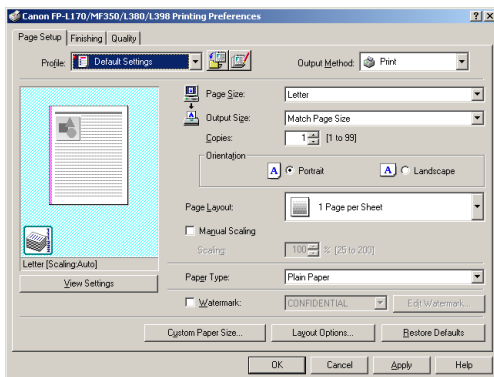 Canon FP-L170/MF350/L380/L398 Printing Preferences
Page Setup Finishing Quality
Profile: Default Settings Output Method: Print
Page Size: Letter
Output Size: Match Page Size
Copies: 1 [1 to 99]
Orientation
A Portrait A Landscape
Page Layout: 1 Page per Sheet
Manual Scaling
Scaling: 100 % [25 to 200]
Letter [Scaling:Auto]
View Settings
Paper Type: Plain Paper
Watermark: CONFIDENTIAL Edit Watermark...
Custom Paper Size... Layout Options... Restore Defaults
OK Cancel Apply Help